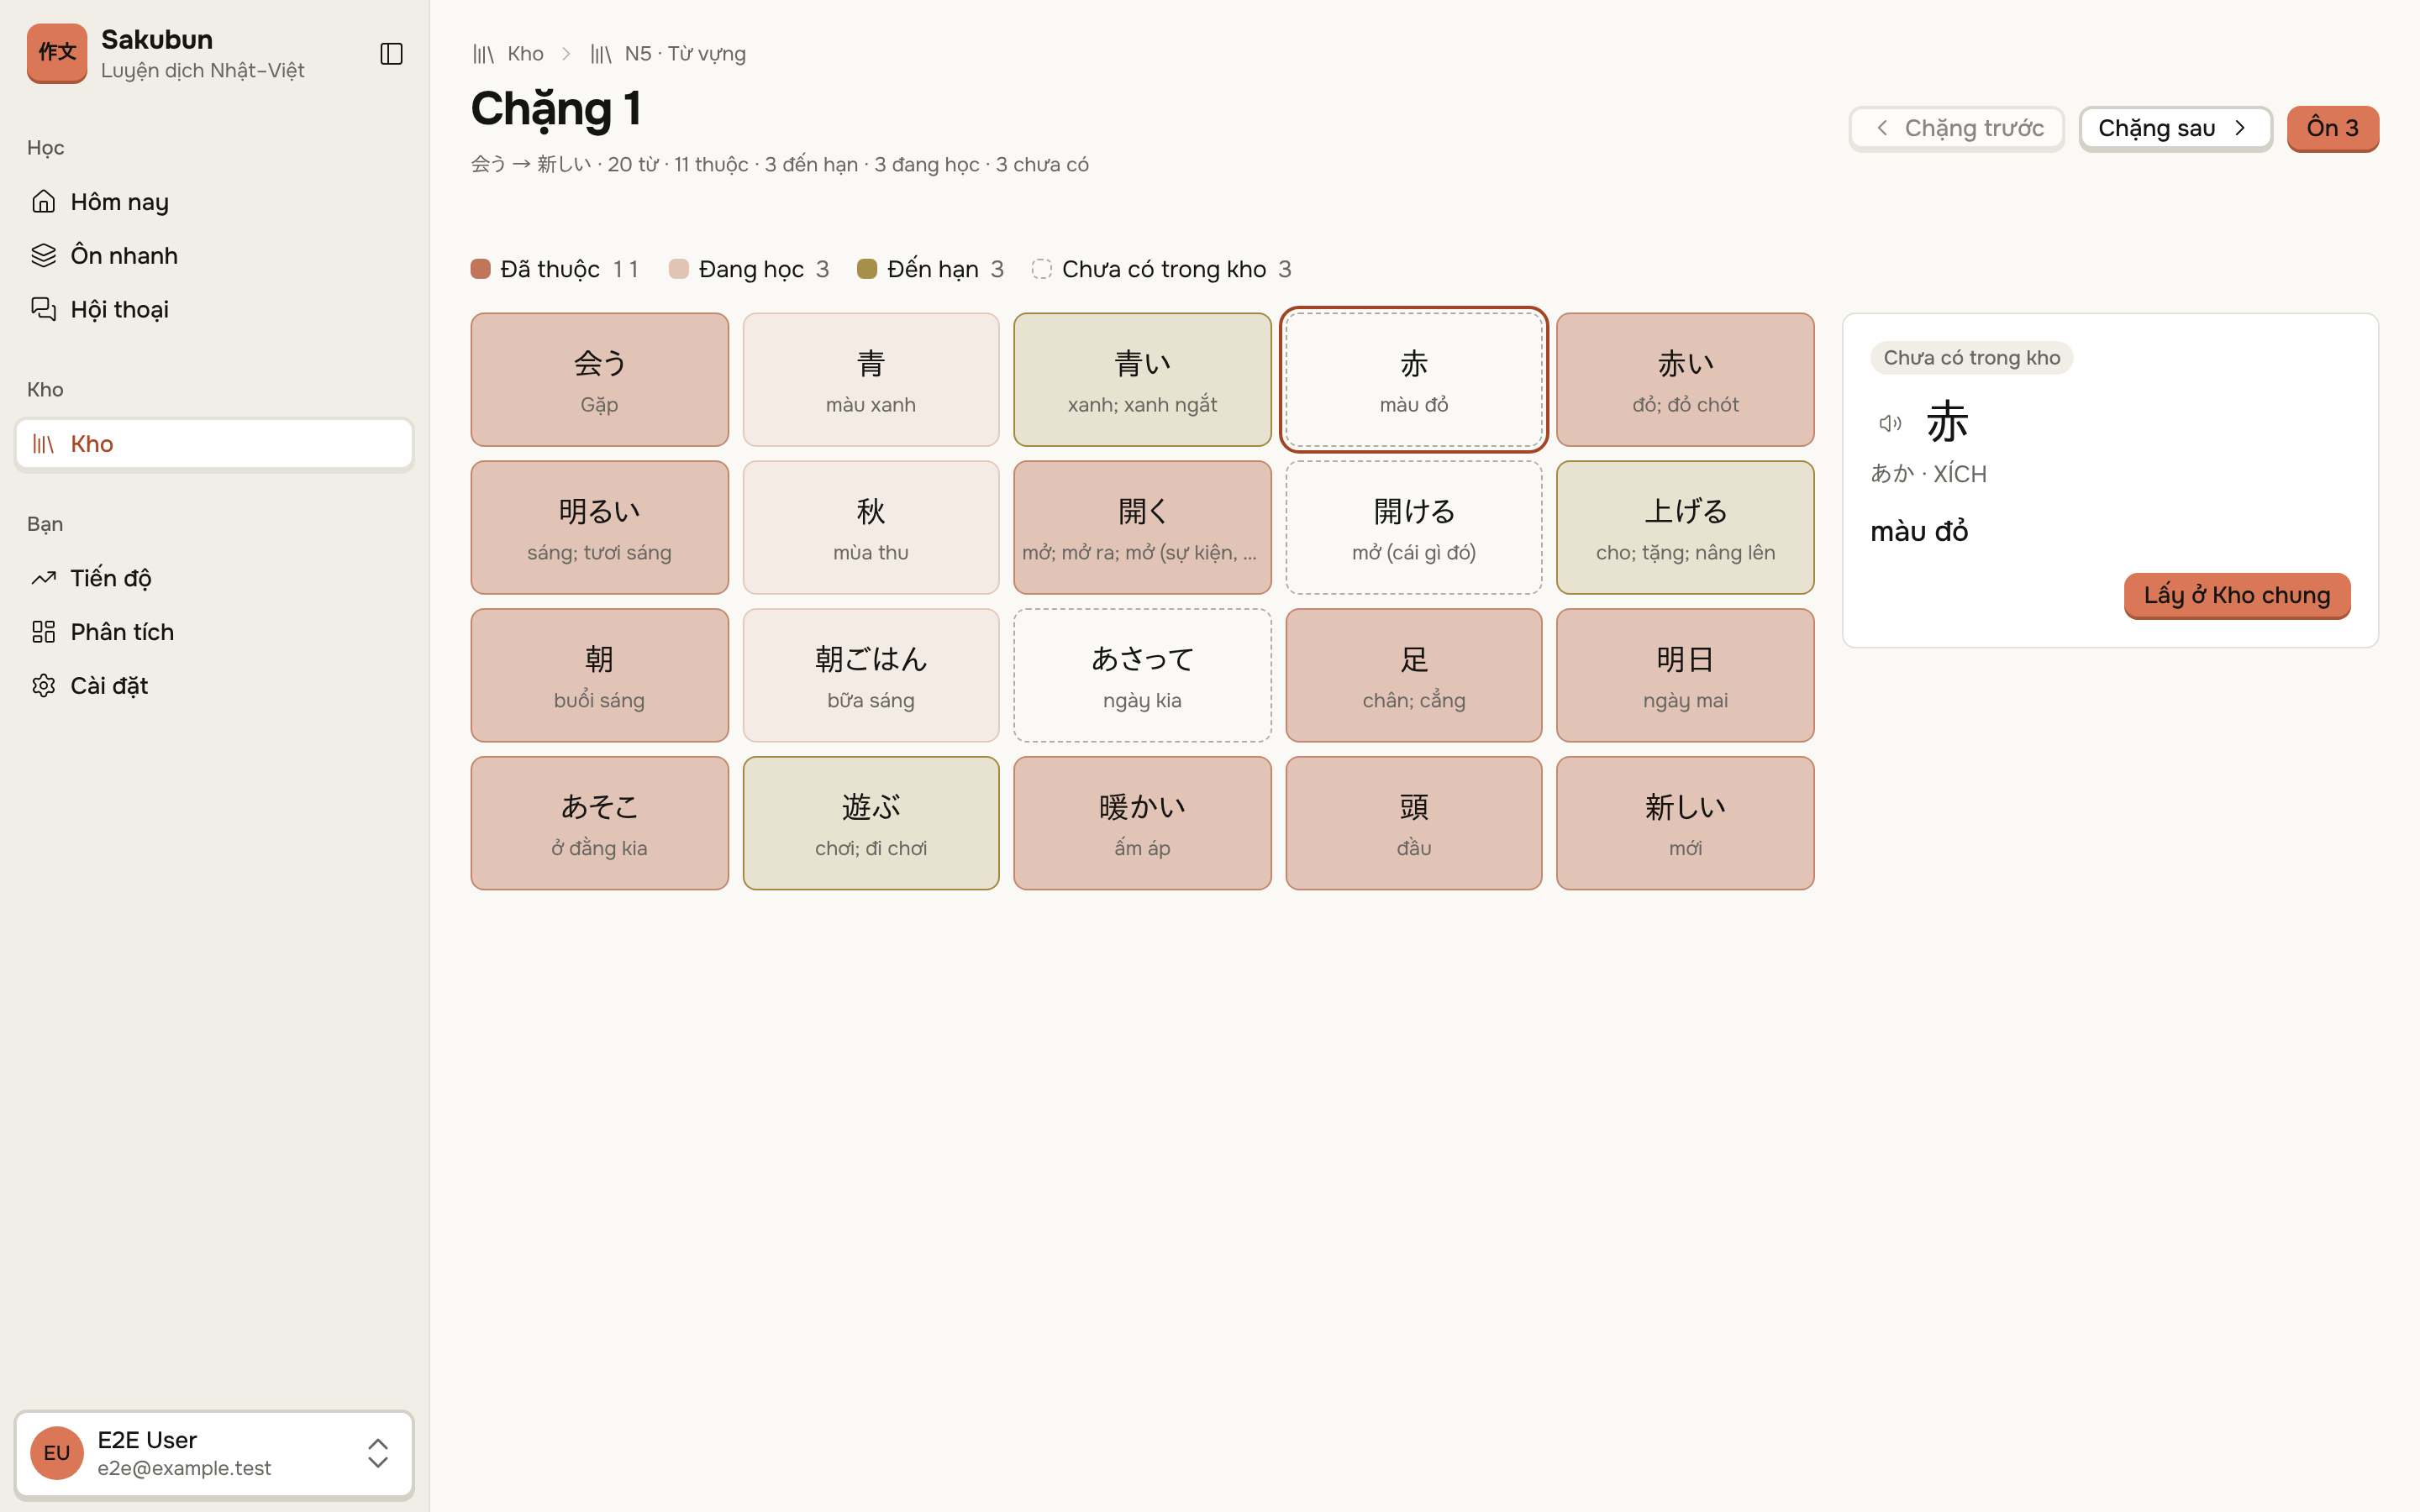 作文
Sakubun
Luyện dịch Nhật–Việt
Học
Hôm nay
Ôn nhanh
Hội thoại
Kho
Kho
Bạn
Tiến độ
Phân tích
Cài đặt
EU
E2E User
e2e@example.test
Kho
N5 · Từ vựng
Chặng 1
会う → 新しい · 20 từ · 11 thuộc · 3 đến hạn · 3 đang học · 3 chưa có
Chặng trước
Chặng sau
Ôn 3
Đã thuộc 11
Đang học 3
Đến hạn 3
Chưa có trong kho 3
会う
Gặp
青
màu xanh
青い
xanh; xanh ngắt
赤
màu đỏ
赤い
đỏ; đỏ chót
明るい
sáng; tươi sáng
秋
mùa thu
開く
mở; mở ra; mở (sự kiện, ...
開ける
mở (cái gì đó)
上げる
cho; tặng; nâng lên
朝
buổi sáng
朝ごはん
bữa sáng
あさって
ngày kia
足
chân; cẳng
明日
ngày mai
あそこ
ở đằng kia
遊ぶ
chơi; đi chơi
暖かい
ấm áp
頭
đầu
新しい
mới
Chưa có trong kho
赤
あか · XÍCH
màu đỏ
Lấy ở Kho chung